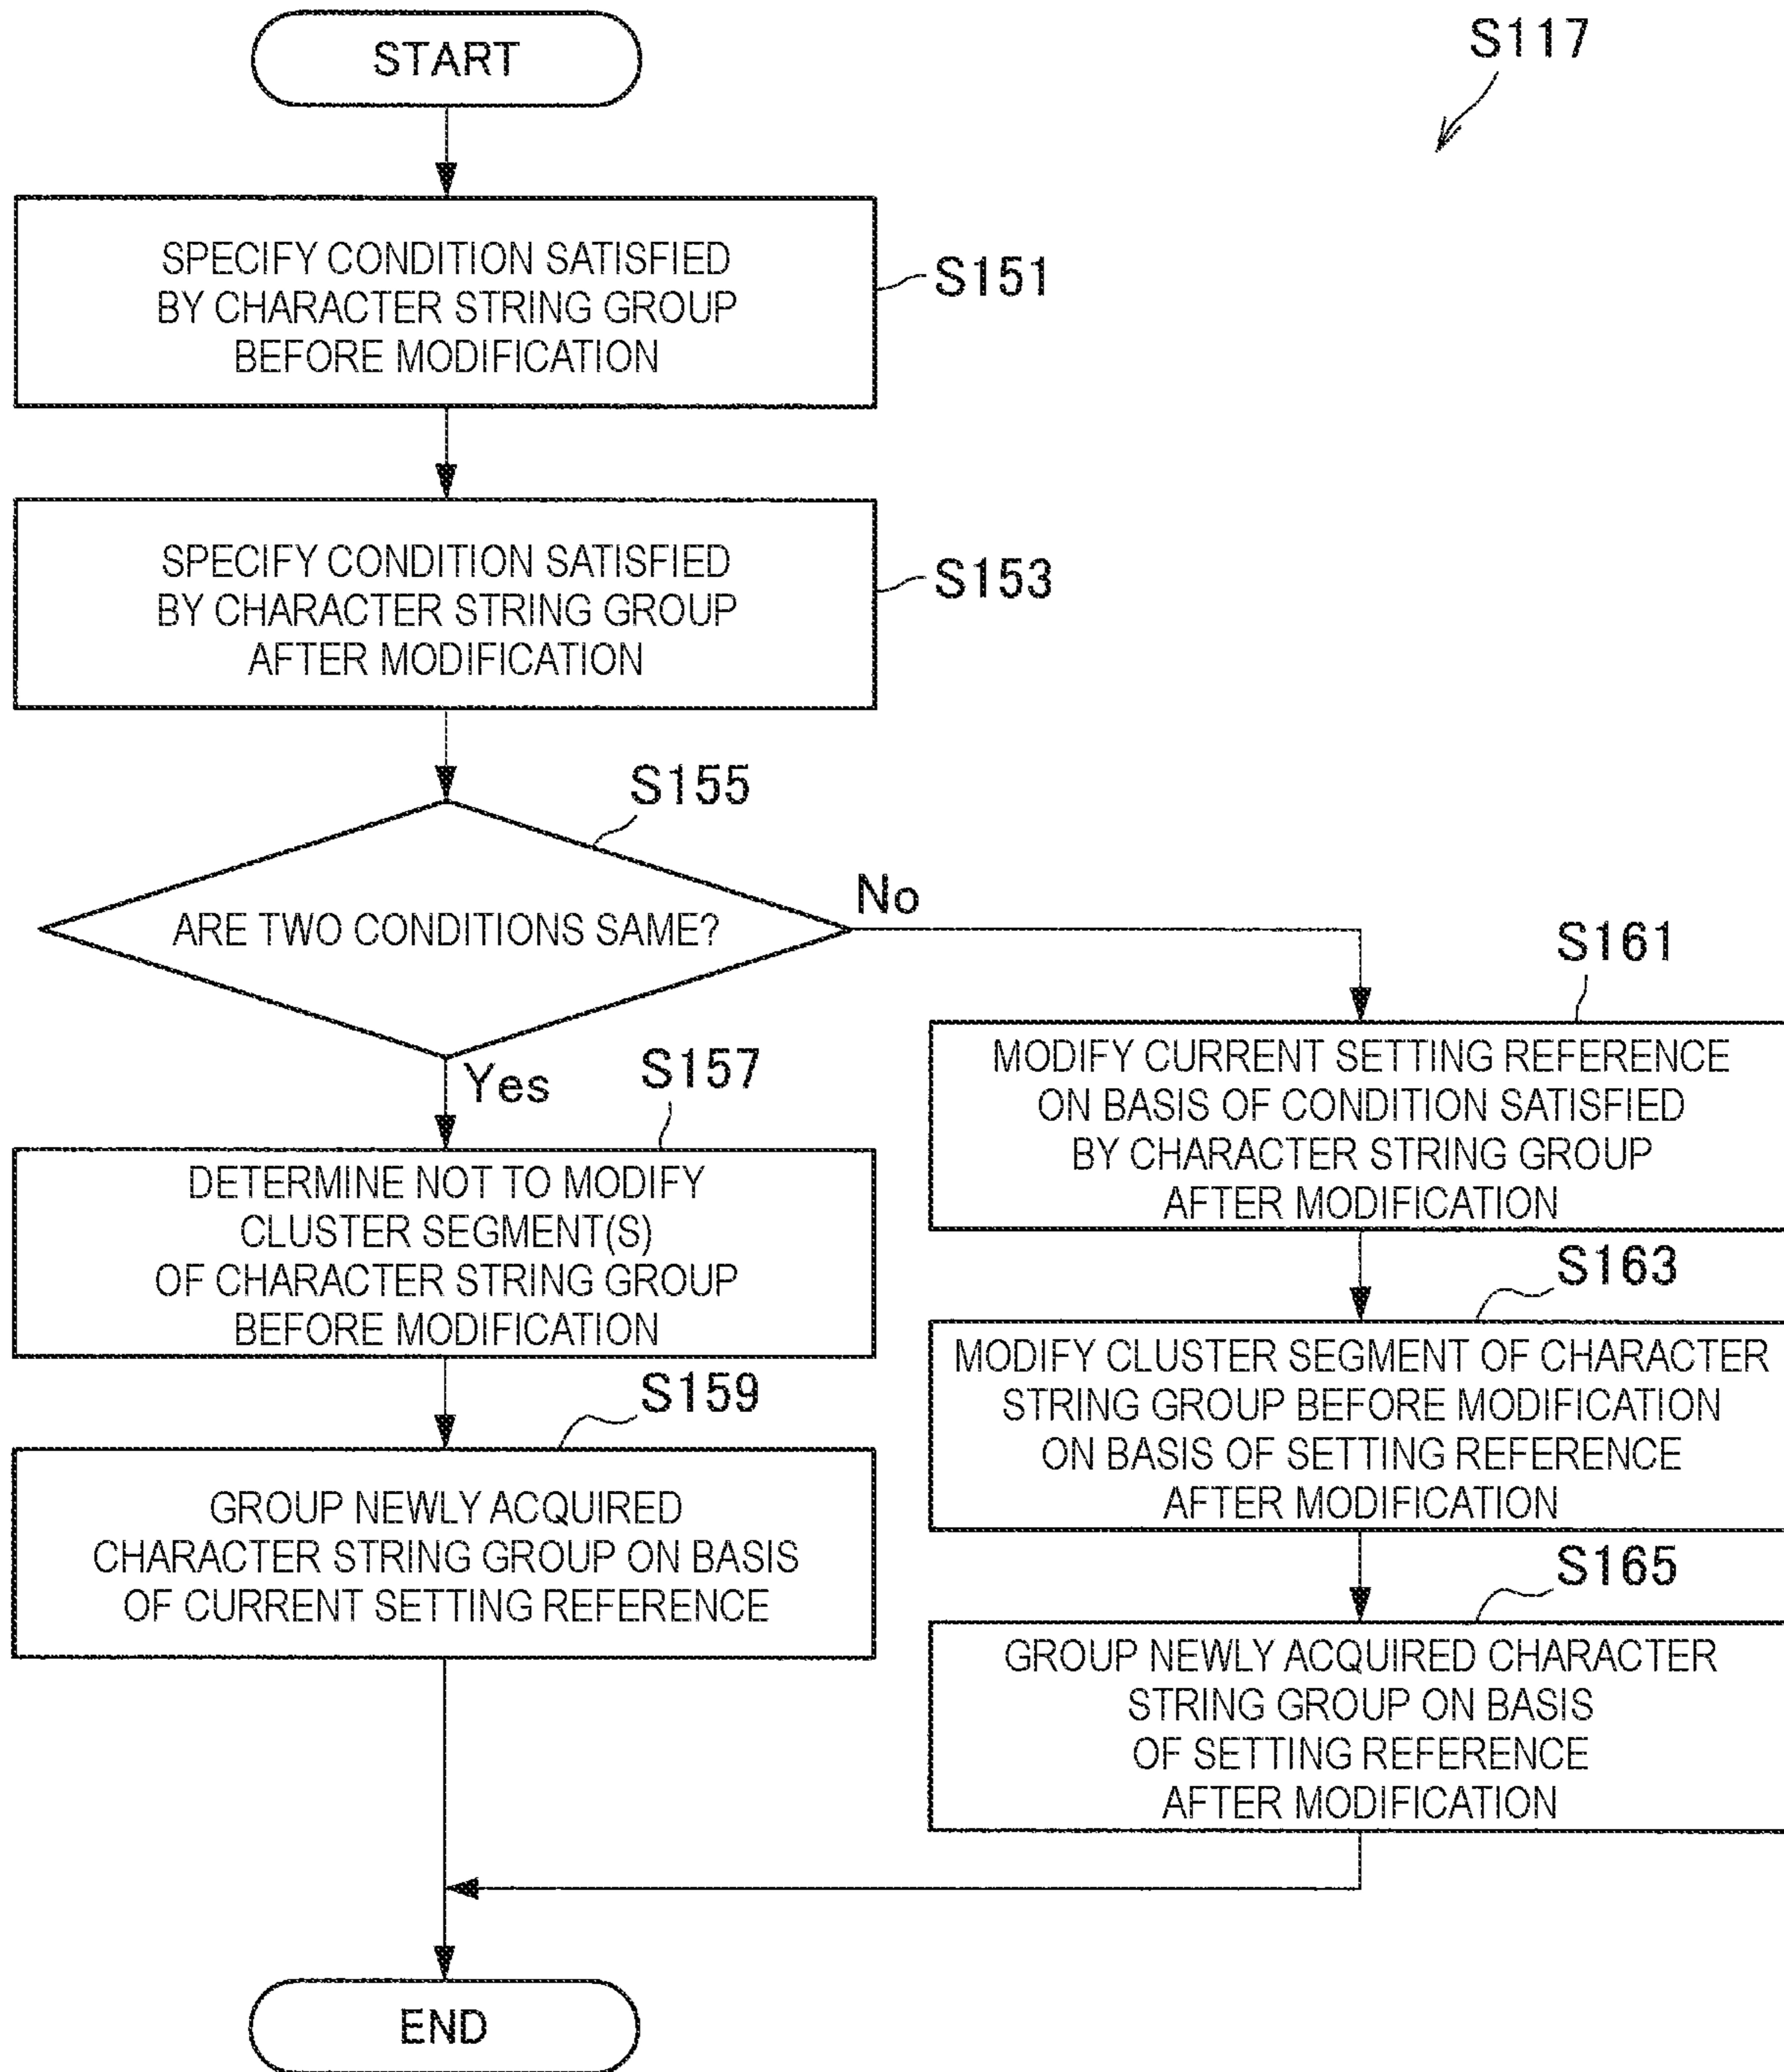 START
S117
SPECIFY CONDITION SATISFIED
BY CHARACTER STRING GROUP
BEFORE MODIFICATION
S151
SPECIFY CONDITION SATISFIED
BY CHARACTER STRING GROUP
AFTER MODIFICATION
S153
S155
ARE TWO CONDITIONS SAME?
No
Yes
S157
DETERMINE NOT TO MODIFY
CLUSTER SEGMENT(S)
OF CHARACTER STRING GROUP
BEFORE MODIFICATION
S159
GROUP NEWLY ACQUIRED
CHARACTER STRING GROUP ON BASIS
OF CURRENT SETTING REFERENCE
S161
MODIFY CURRENT SETTING REFERENCE
ON BASIS OF CONDITION SATISFIED
BY CHARACTER STRING GROUP
AFTER MODIFICATION
S163
MODIFY CLUSTER SEGMENT OF CHARACTER
STRING GROUP BEFORE MODIFICATION
ON BASIS OF SETTING REFERENCE
AFTER MODIFICATION
S165
GROUP NEWLY ACQUIRED CHARACTER
STRING GROUP ON BASIS
OF SETTING REFERENCE
AFTER MODIFICATION
END